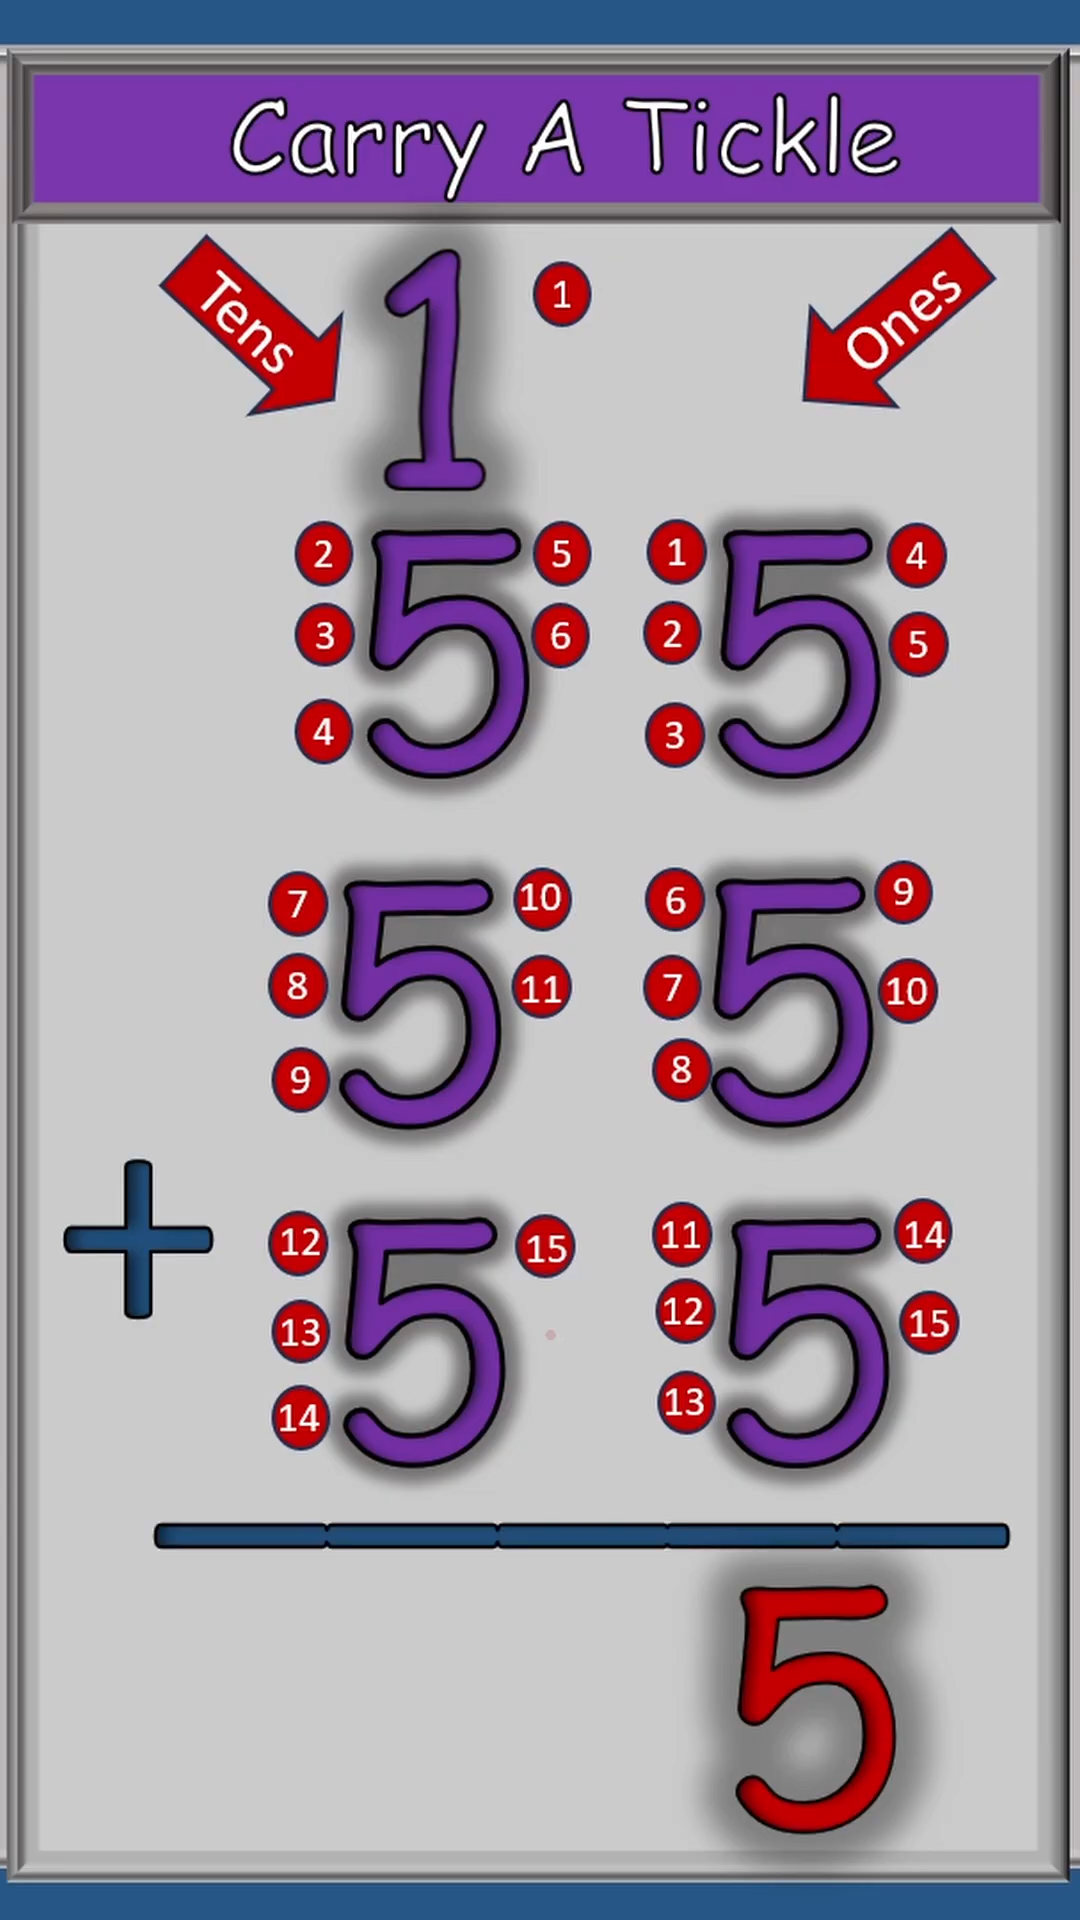 Carry A Tickle
Tens 1 1 Ones
2 5 5 1 5 4
3 6 2 5
4 3
7 5 10 6 5 9
8 11 7 10
9 8
+ 12 5 15 11 5 14
13 12 15
14 13
5